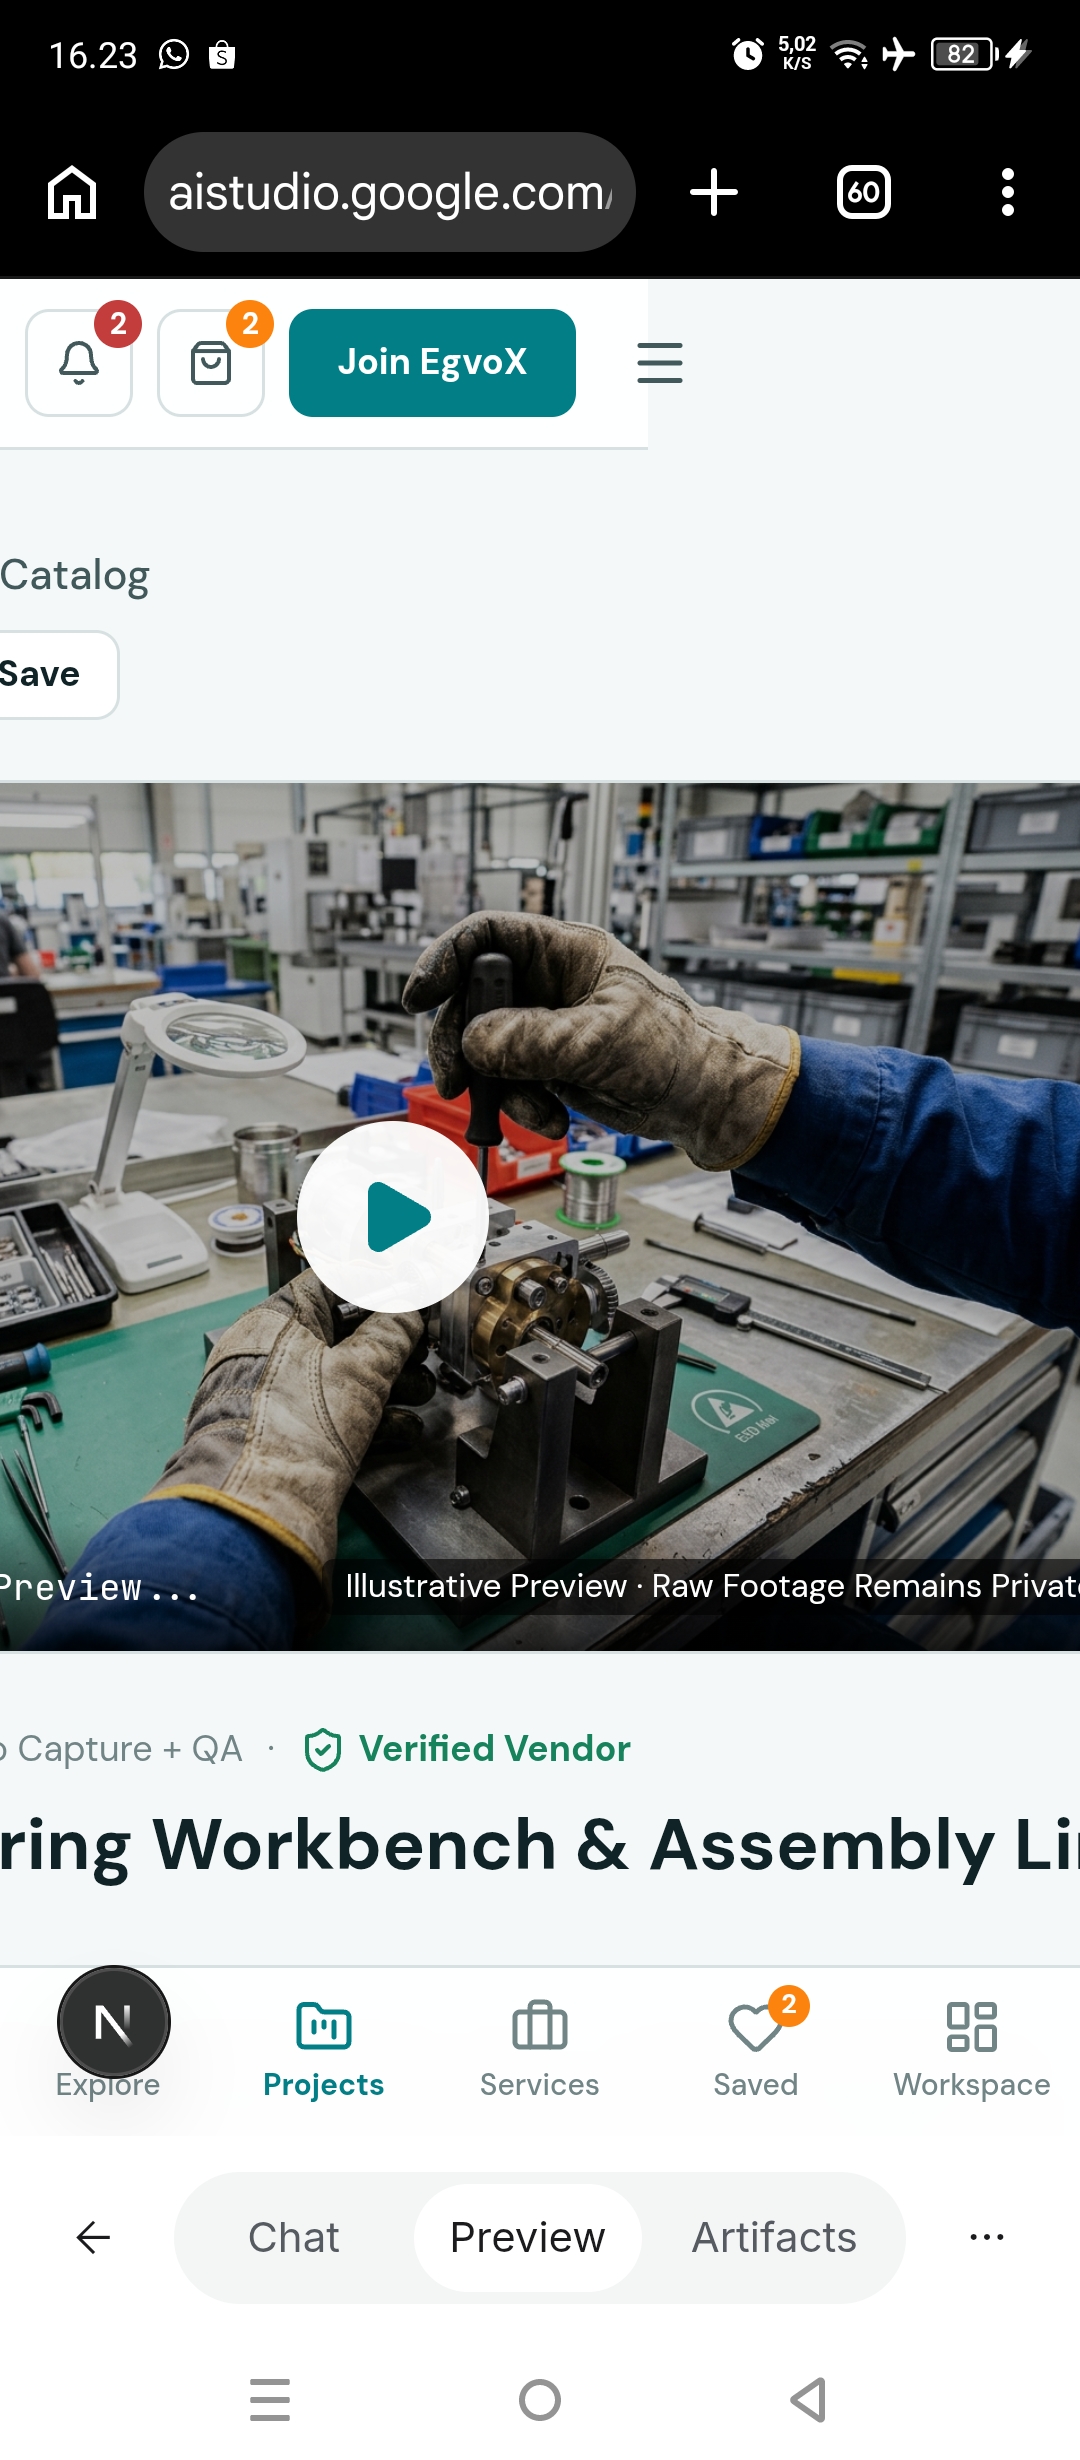 16.23
5,02
K/S
82
aistudio.google.com/
60
2
2
Join EgvoX
Catalog
Save
Preview...
Illustrative Preview · Raw Footage Remains Privat
Capture + QA · Verified Vendor
ring Workbench & Assembly Li
N
2
Explore
Projects
Services
Saved
Workspace
Chat
Preview
Artifacts